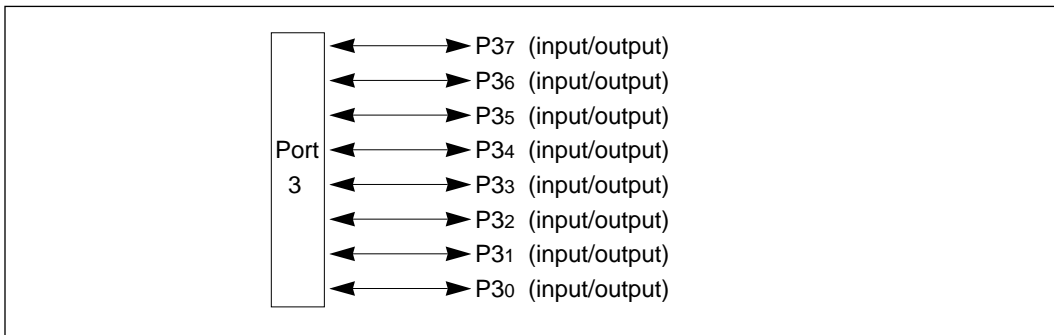 P37 (input/output)
P36 (input/output)
P35 (input/output)
Port
P34 (input/output)
3
P33 (input/output)
P32 (input/output)
P31 (input/output)
P30 (input/output)